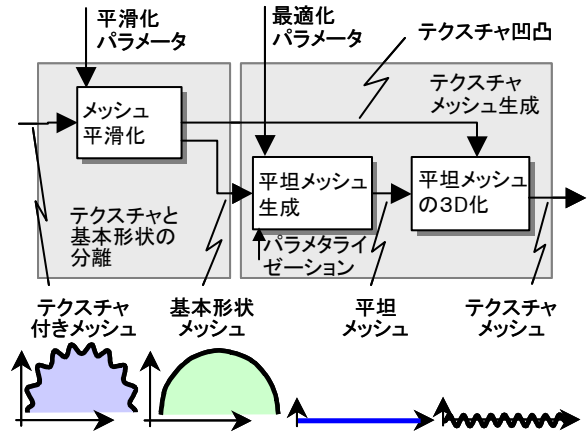 平滑化
パラメータ
最適化
パラメータ
テクスチャ凹凸
メッシュ
平滑化
テクスチャ
メッシュ生成
平坦メッシュ
生成
平坦メッシュ
の3D化
テクスチャと
基本形状の
分離
パラメタライ
ゼーション
テクスチャ
付きメッシュ
基本形状
メッシュ
平坦
メッシュ
テクスチャ
メッシュ